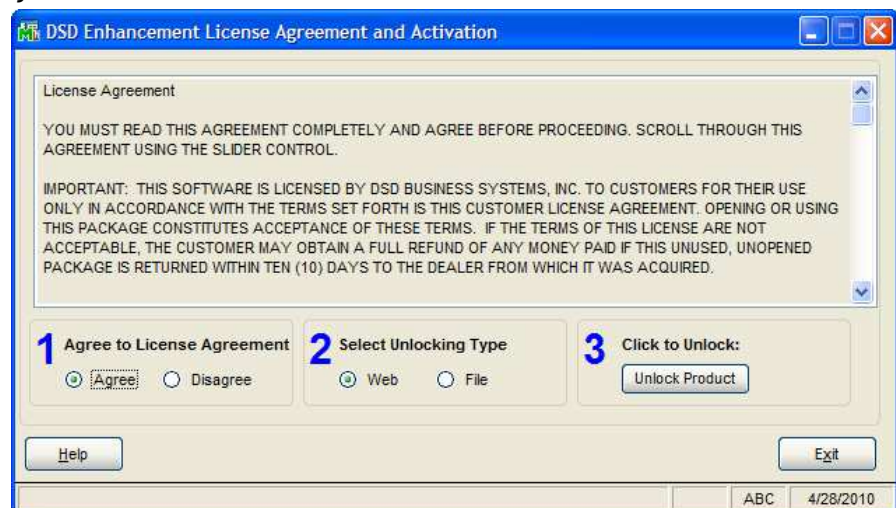 DSD Enhancement License Agreement and Activation
License Agreement
YOU MUST READ THIS AGREEMENT COMPLETELY AND AGREE BEFORE PROCEEDING. SCROLL THROUGH THIS
AGREEMENT USING THE SLIDER CONTROL.
IMPORTANT: THIS SOFTWARE IS LICENSED BY DSD BUSINESS SYSTEMS, INC. TO CUSTOMERS FOR THEIR USE
ONLY IN ACCORDANCE WITH THE TERMS SET FORTH IS THIS CUSTOMER LICENSE AGREEMENT. OPENING OR USING
THIS PACKAGE CONSTITUTES ACCEPTANCE OF THESE TERMS. IF THE TERMS OF THIS LICENSE ARE NOT
ACCEPTABLE, THE CUSTOMER MAY OBTAIN A FULL REFUND OF ANY MONEY PAID IF THIS UNUSED, UNOPENED
PACKAGE IS RETURNED WITHIN TEN (10) DAYS TO THE DEALER FROM WHICH IT WAS ACQUIRED.
1 Agree to License Agreement
Agree Disagree
2 Select Unlocking Type
Web File
3 Click to Unlock:
Unlock Product
Help
Exit
ABC 4/28/2010